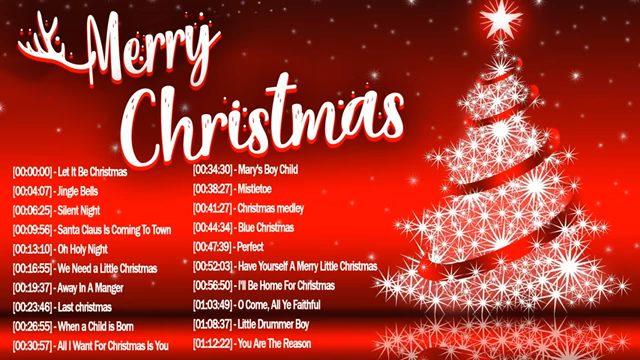 Merry
Christmas
[00:00:00] - Let It Be Christmas
[00:04:07] - Jingle Bells
[00:06:25] - Silent Night
[00:09:56] - Santa Claus Is Coming To Town
[00:13:10] - Oh Holy Night
[00:16:55] - We Need a Little Christmas
[00:19:37] - Away In A Manger
[00:23:46] - Last christmas
[00:26:55] - When a Child is Born
[00:30:57] - All I Want For Christmas Is You
[00:34:30] - Mary's Boy Child
[00:38:27] - Mistletoe
[00:41:27] - Christmas medley
[00:44:34] - Blue Christmas
[00:47:39] - Perfect
[00:52:03] - Have Yourself A Merry Little Christmas
[00:56:50] - I'll Be Home For Christmas
[01:03:49] - O Come, All Ye Faithful
[01:08:37] - Little Drummer Boy
[01:12:22] - You Are The Reason